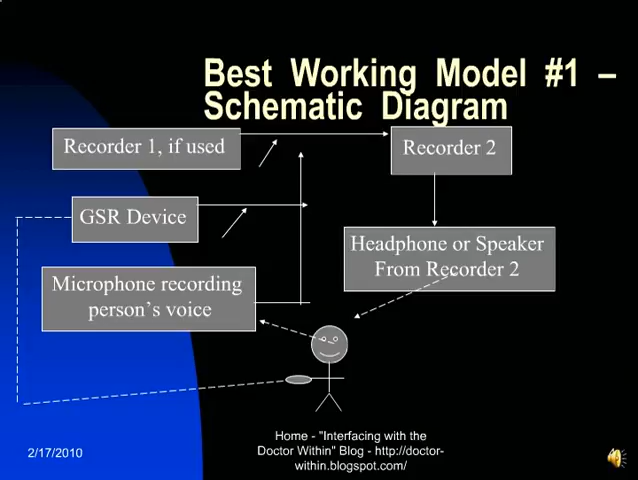 Best Working Model #1 –
Schematic Diagram
Recorder 1, if used
Recorder 2
GSR Device
Headphone or Speaker
From Recorder 2
Microphone recording
person’s voice
2/17/2010
Home - "Interfacing with the
Doctor Within" Blog - http://doctor-
within.blogspot.com/